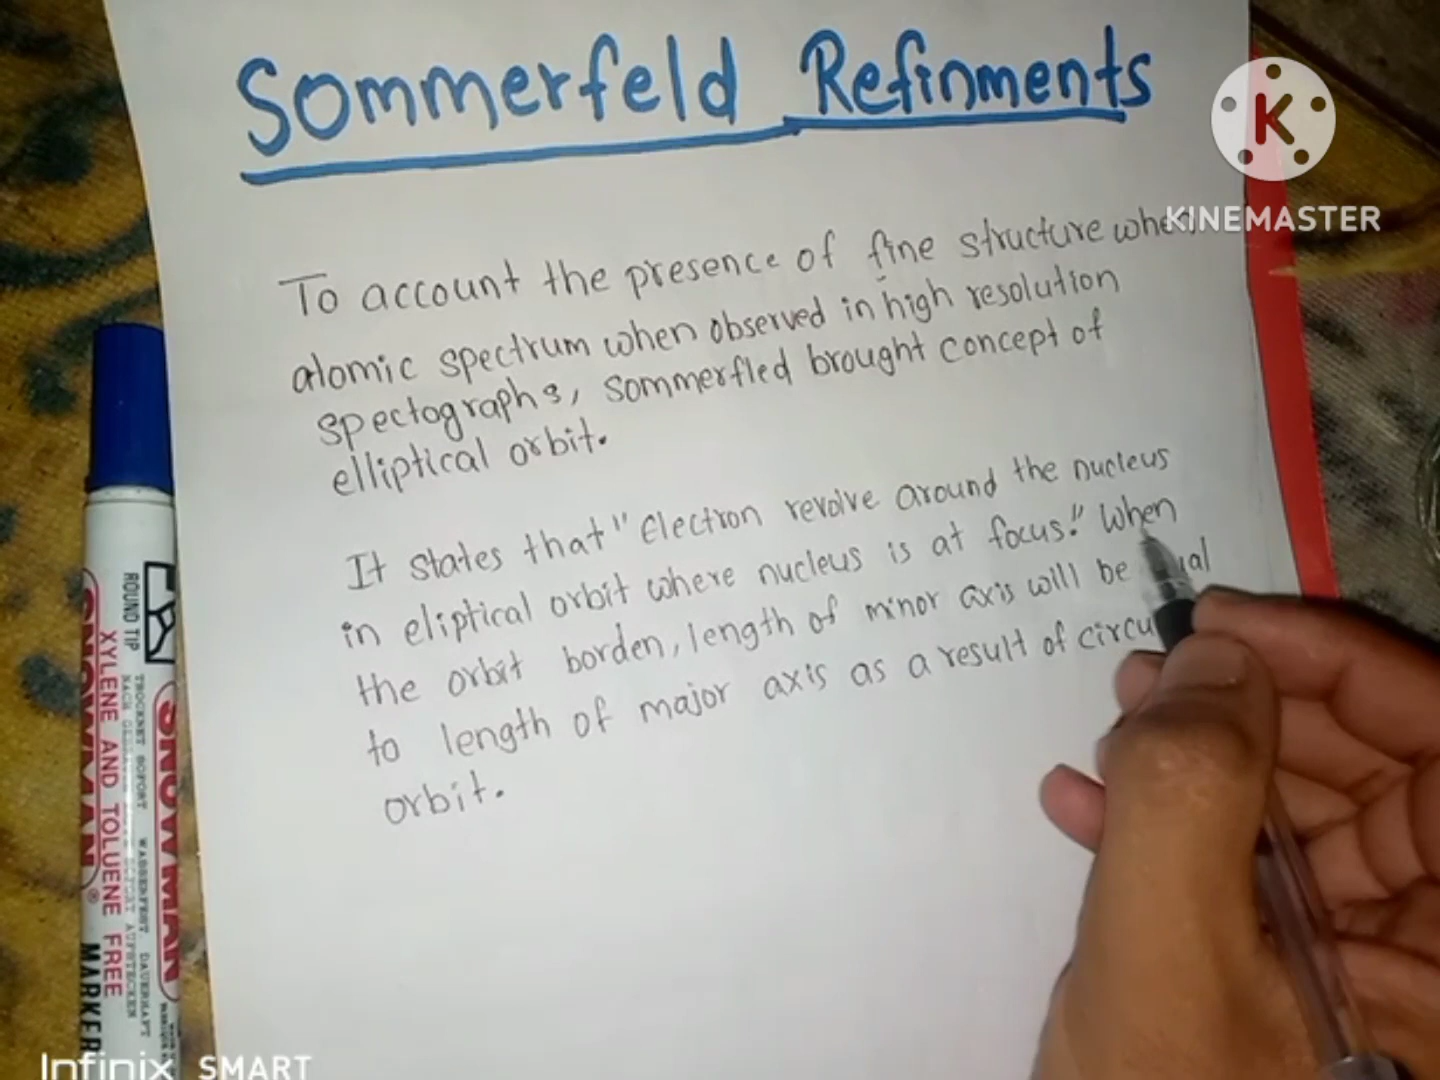 Sommerfeld Refinments
KINEMASTER
To account the presence of fine structure when
atomic spectrum when observed in high resolution
spectographs, sommerfled brought concept of
elliptical orbit.
It states that "Electron revolve around the nucleus
in eliptical orbit where nucleus is at focus." When
the orbit borden, length of minor axis will be
to length of major axis as a result of circu
orbit.
ROUND TIP
XYLENE AND TOLUENE FREE
SNOWMAN
SNOWMAN
MARKER
Infinix SMART